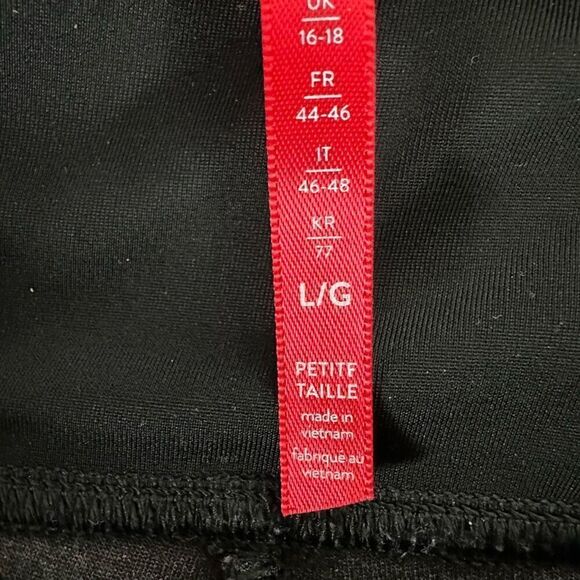 UK
16-18
FR
44-46
IT
46-48
KR
77
L/G
PETITE
TAILLE
made in
vietnam
fabriqué au
vietnam